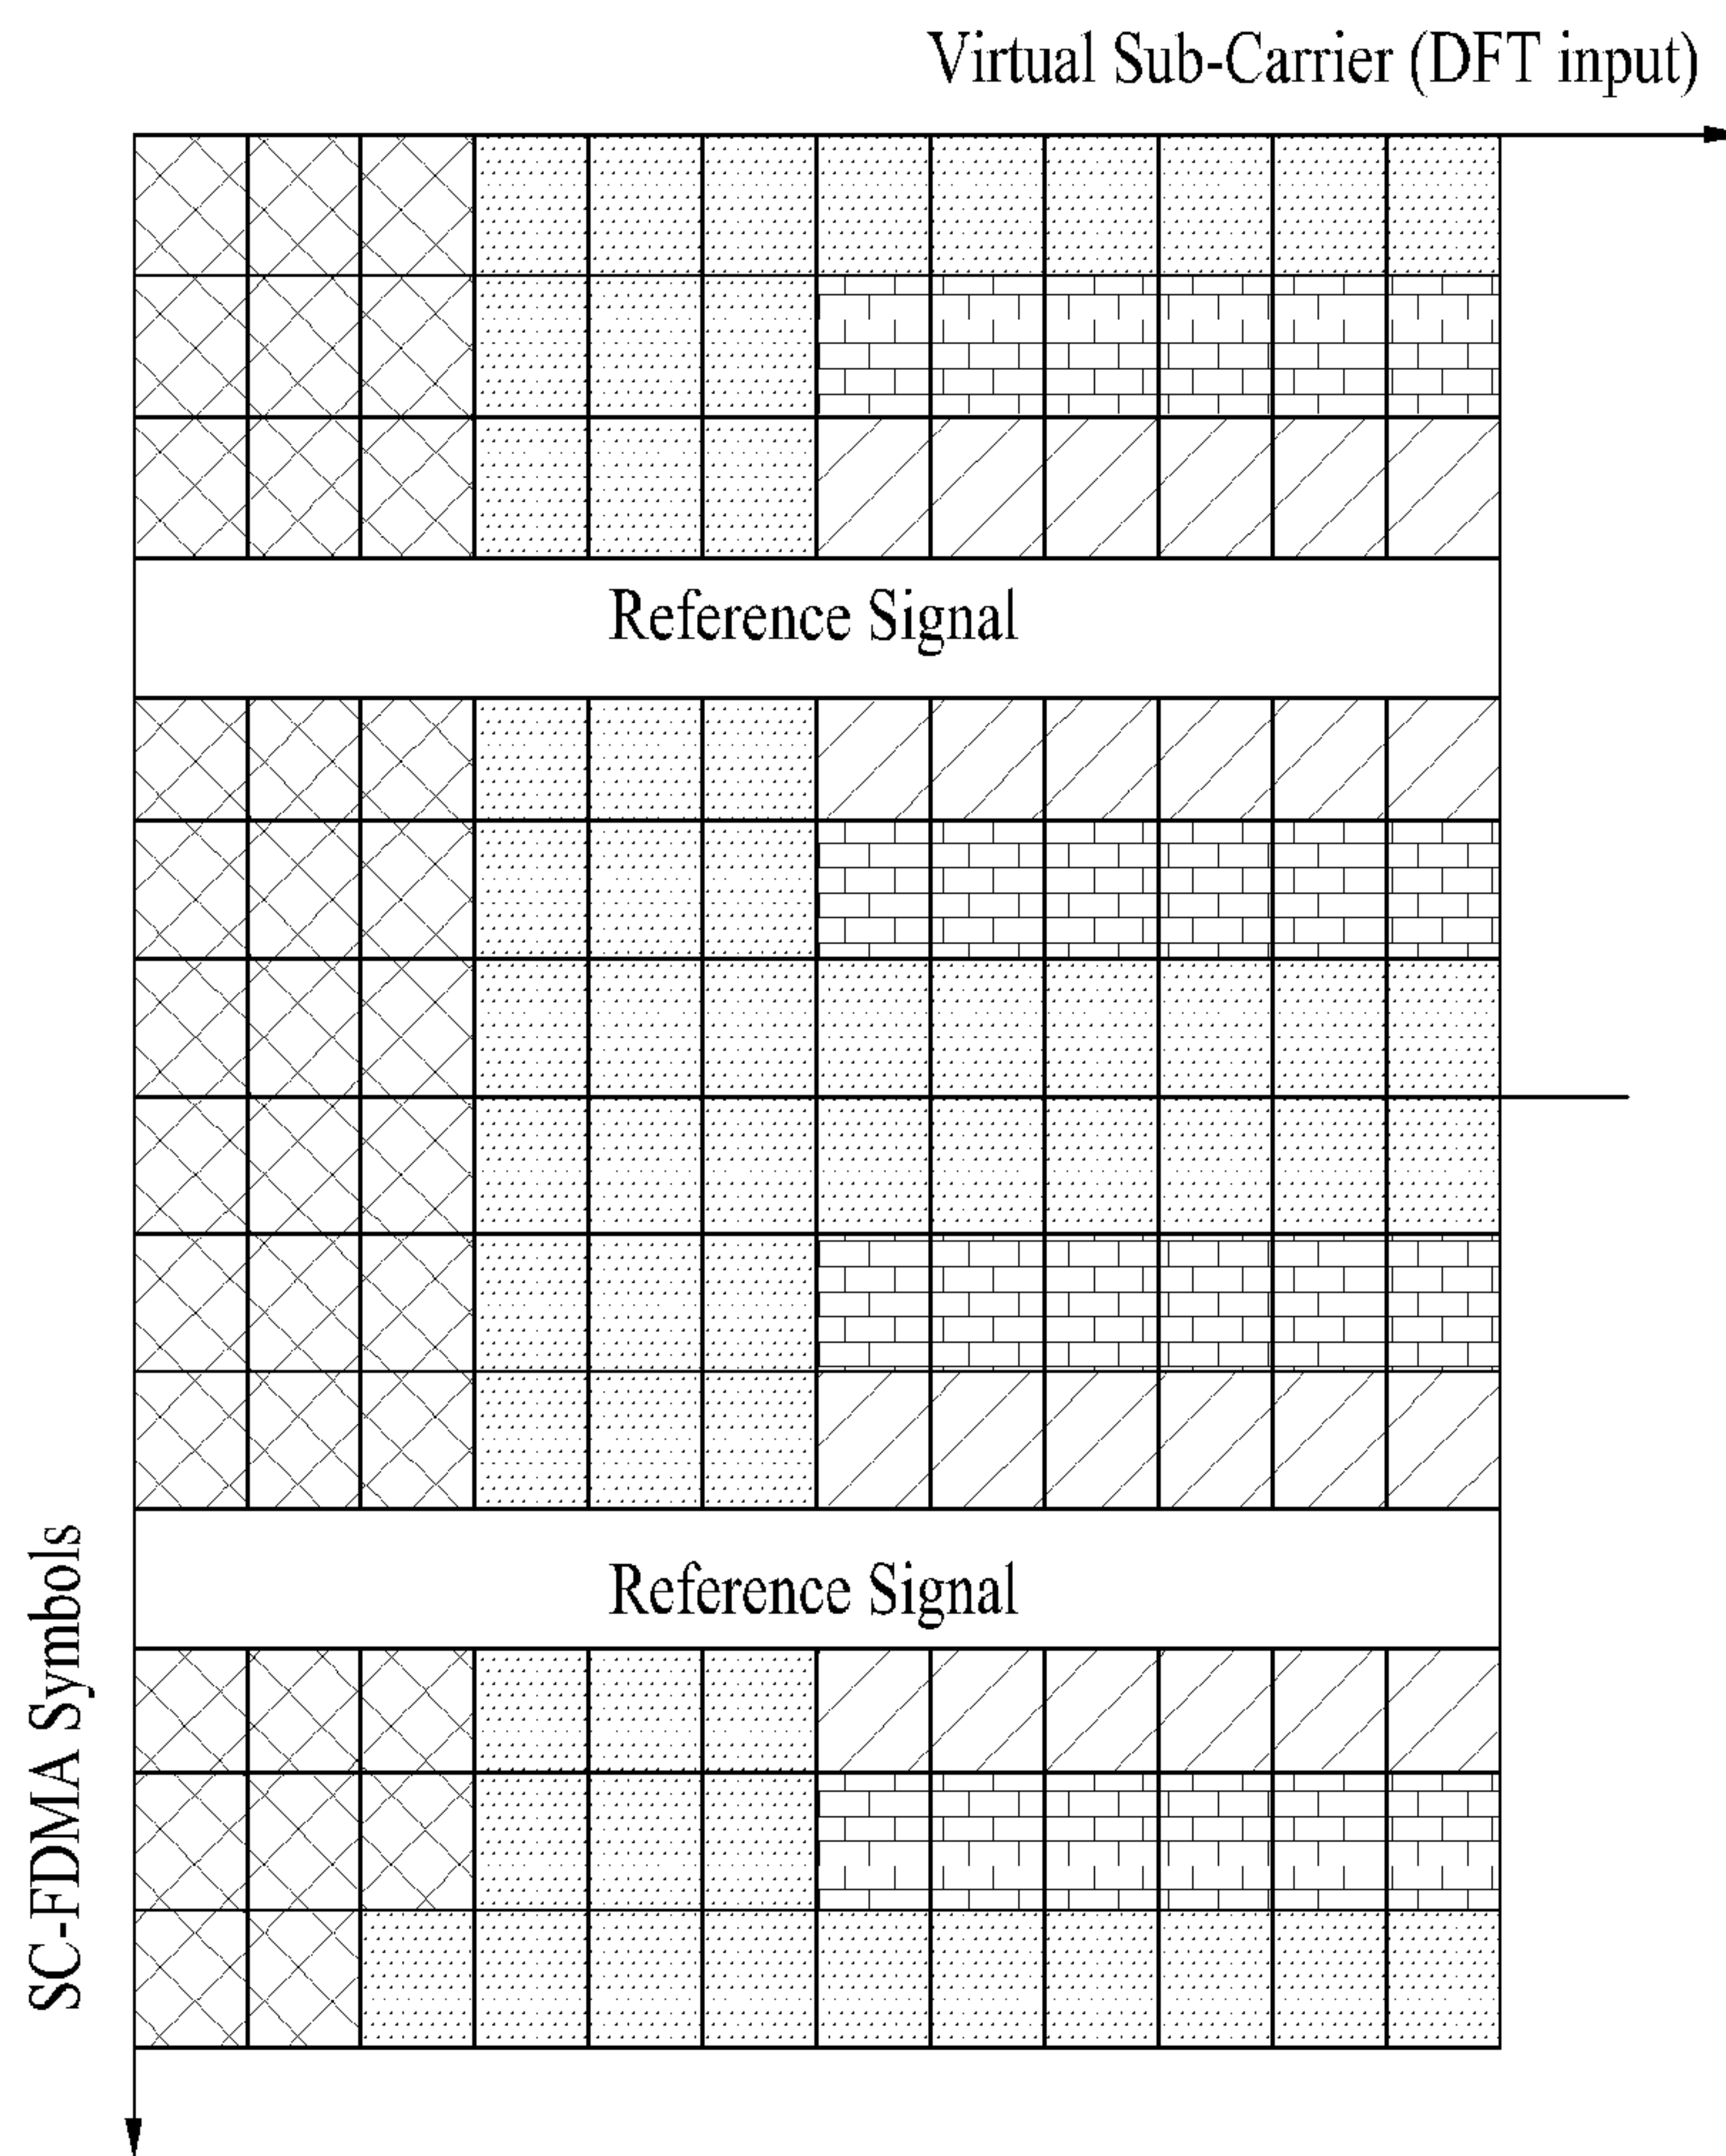 Virtual Sub-Carrier (DFT input)
Reference Signal
Reference Signal
SC-FDMA Symbols